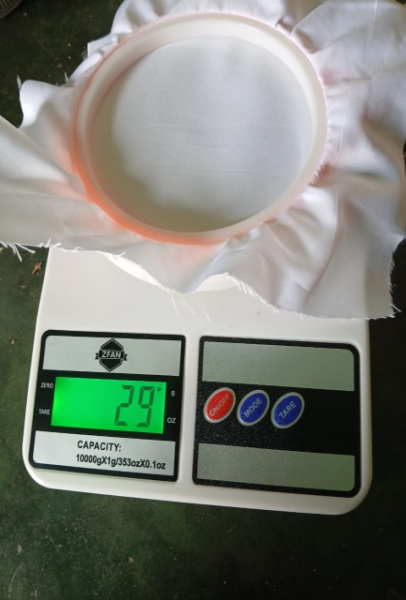 ZFAN
ZERO
29 g
TARE
OZ
CAPACITY:
10000gX1g/353ozX0.1oz
ON/OFF
MODE
TARE